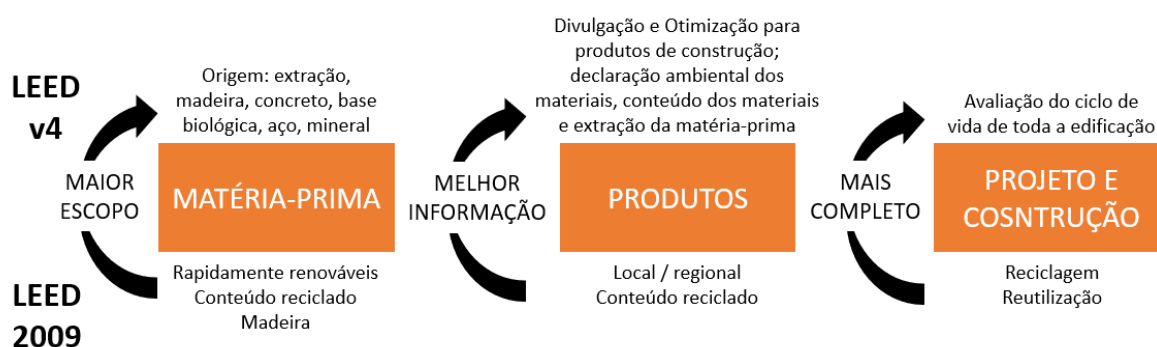 LEED
v4
MAIOR
ESCOPO
LEED
2009
Origem: extração,
madeira, concreto, base
biológica, aço, mineral
MATÉRIA-PRIMA
Rapidamente renováveis
Conteúdo reciclado
Madeira
MELHOR
INFORMAÇÃO
Divulgação e Otimização para
produtos de construção;
declaração ambiental dos
materiais, conteúdo dos materiais
e extração da matéria-prima
PRODUTOS
Local / regional
Conteúdo reciclado
MAIS
COMPLETO
Avaliação do ciclo de
vida de toda a edificação
PROJETO E
COSNTRUÇÃO
Reciclagem
Reutilização